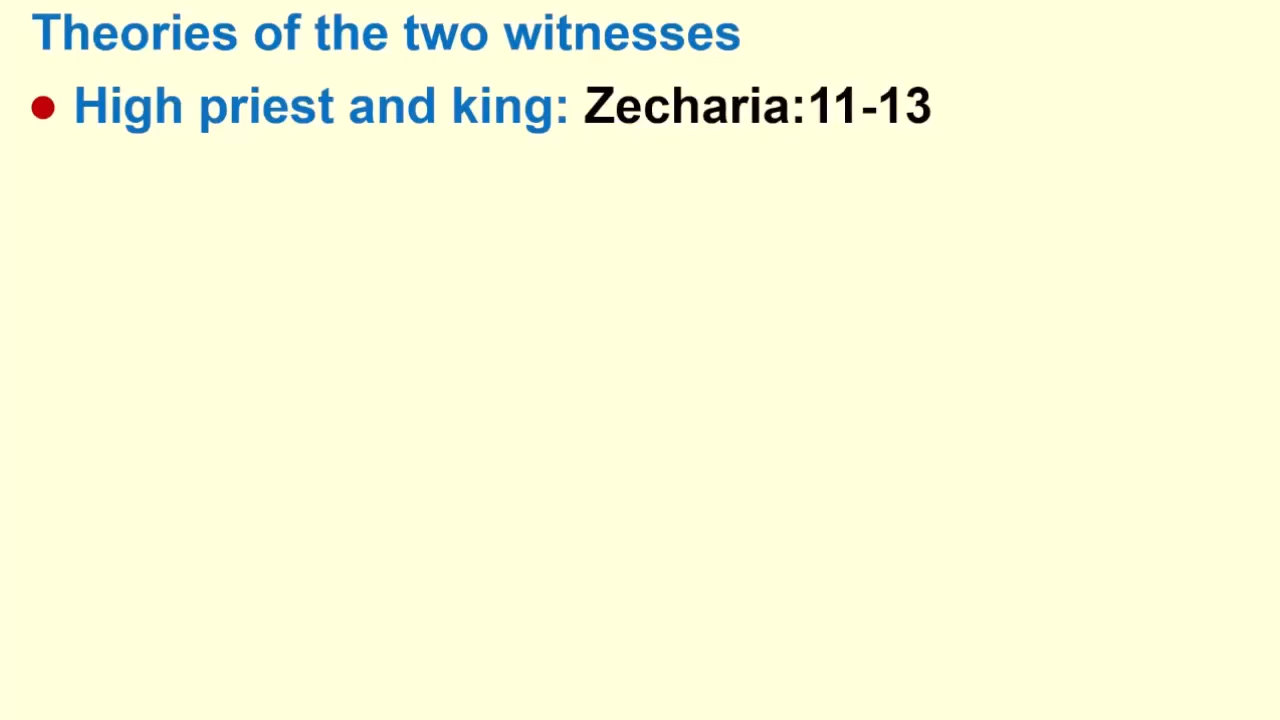 Theories of the two witnesses
● High priest and king: Zecharia:11-13